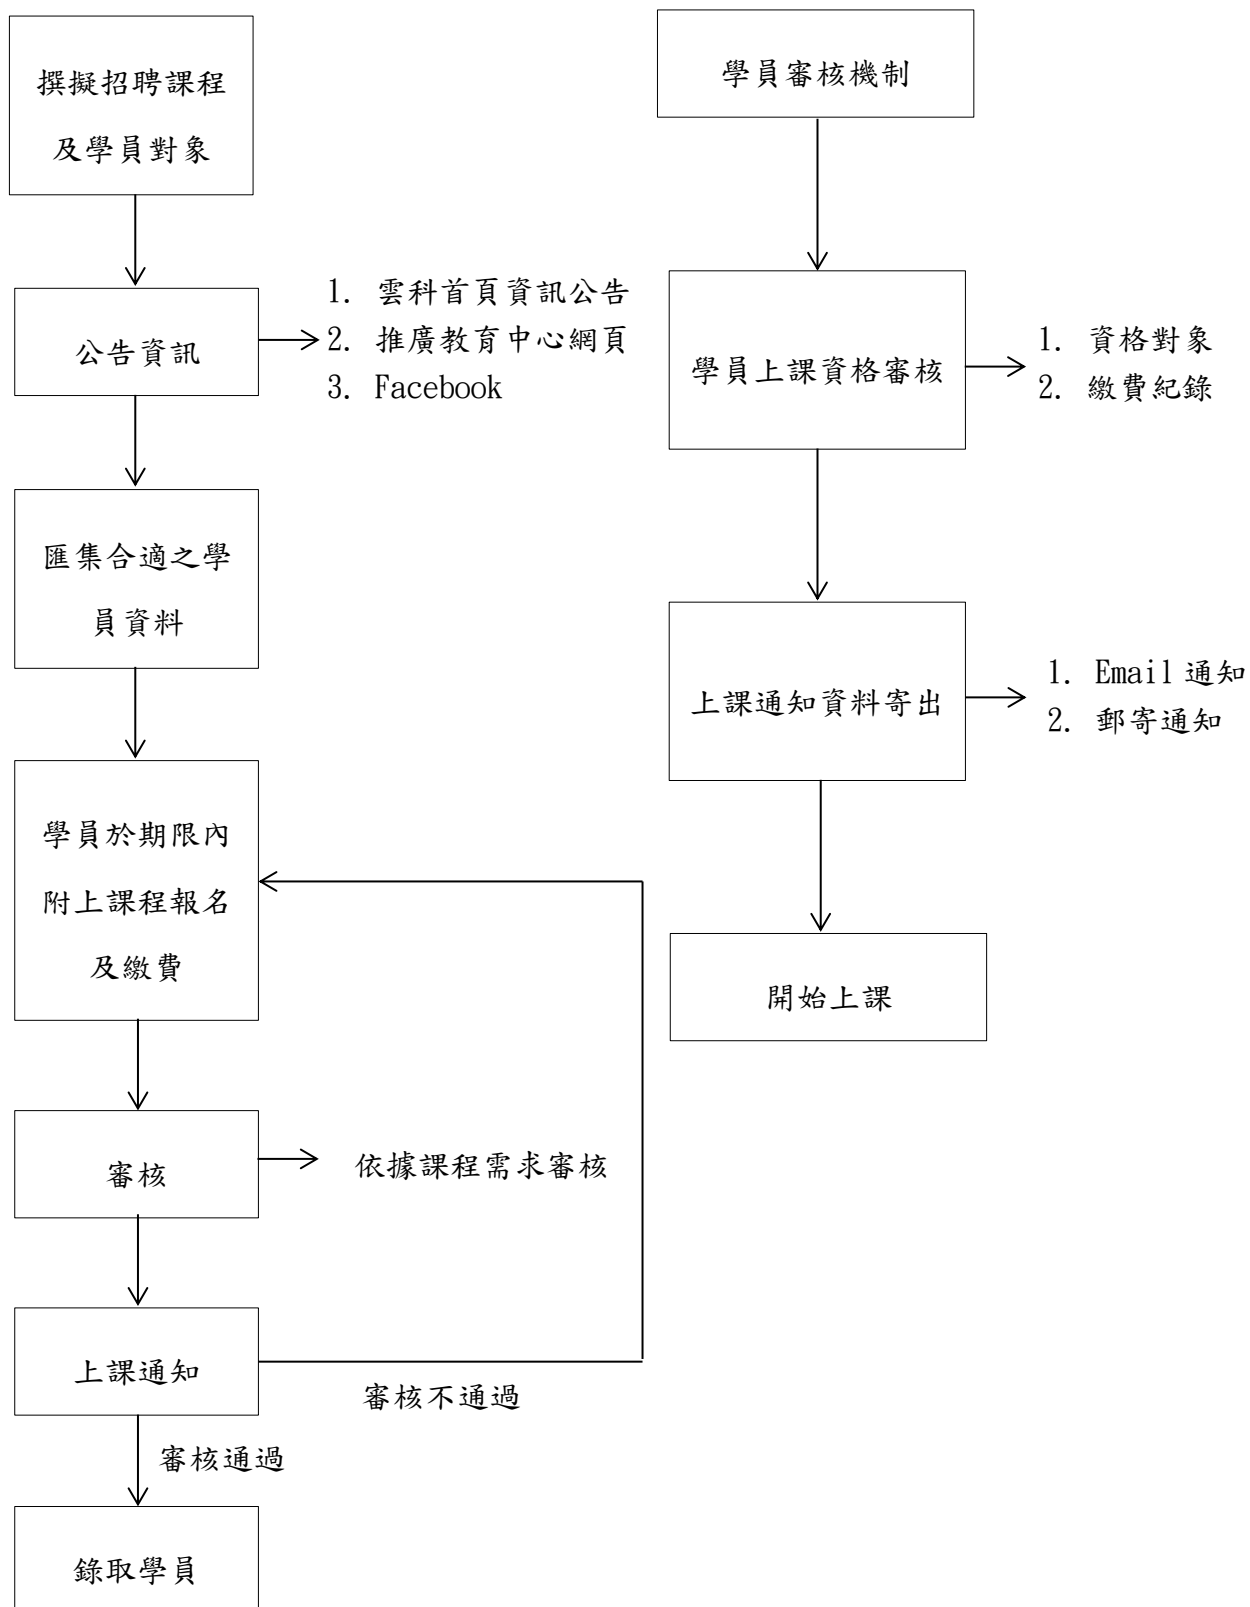 撰擬招聘課程
及學員對象
公告資訊
1. 雲科首頁資訊公告
2. 推廣教育中心網頁
3. Facebook
匯集合適之學
員資料
學員於期限內
附上課程報名
及繳費
審核
依據課程需求審核
上課通知
審核不通過
審核通過
錄取學員
學員審核機制
學員上課資格審核
1. 資格對象
2. 繳費紀錄
上課通知資料寄出
1. Email 通知
2. 郵寄通知
開始上課